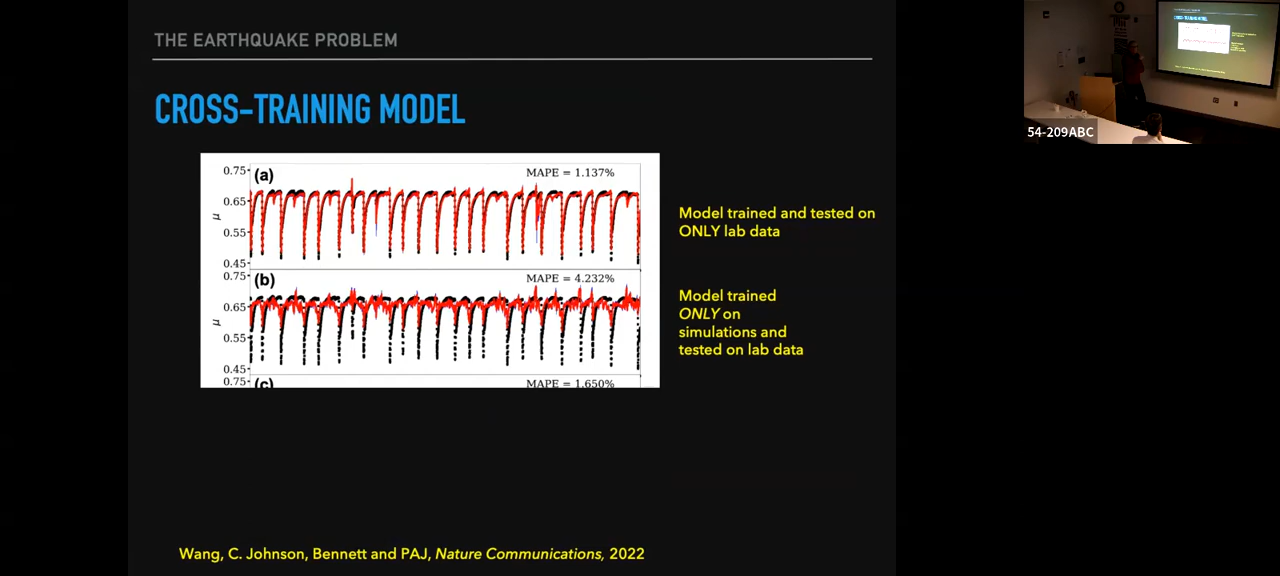 THE EARTHQUAKE PROBLEM
CROSS-TRAINING MODEL
0.75
(a)
MAPE = 1.137%
0.65
μ
0.55
0.45
Model trained and tested on
ONLY lab data
0.75
(b)
MAPE = 4.232%
0.65
μ
0.55
0.45
Model trained
ONLY on
simulations and
tested on lab data
0.75
(c)
MAPE = 1.650%
Wang, C. Johnson, Bennett and PAJ, Nature Communications, 2022
54-209ABC
CROSS-TRAINING MODEL